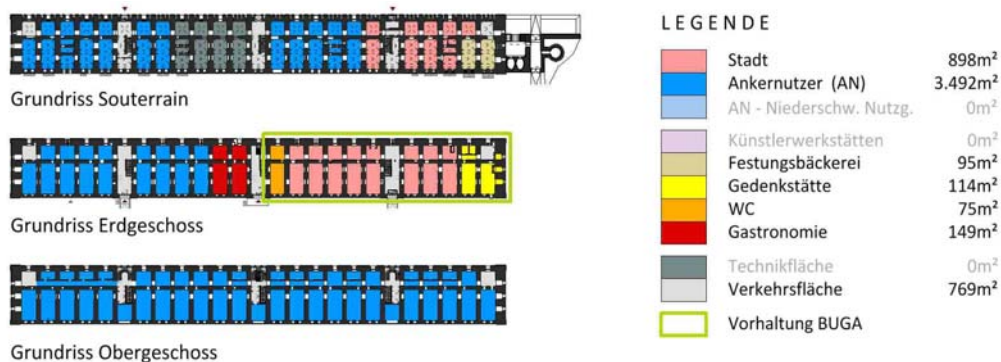 Grundriss Souterrain
Grundriss Erdgeschoss
Grundriss Obergeschoss
LEGENDE
Stadt 898m²
Ankernutzer (AN) 3.492m²
AN - Niederschw. Nutzg. 0m²
Künstlerwerkstätten 0m²
Festungsbäckerei 95m²
Gedenkstätte 114m²
WC 75m²
Gastronomie 149m²
Technikfläche 0m²
Verkehrsfläche 769m²
Vorhaltung BUGA